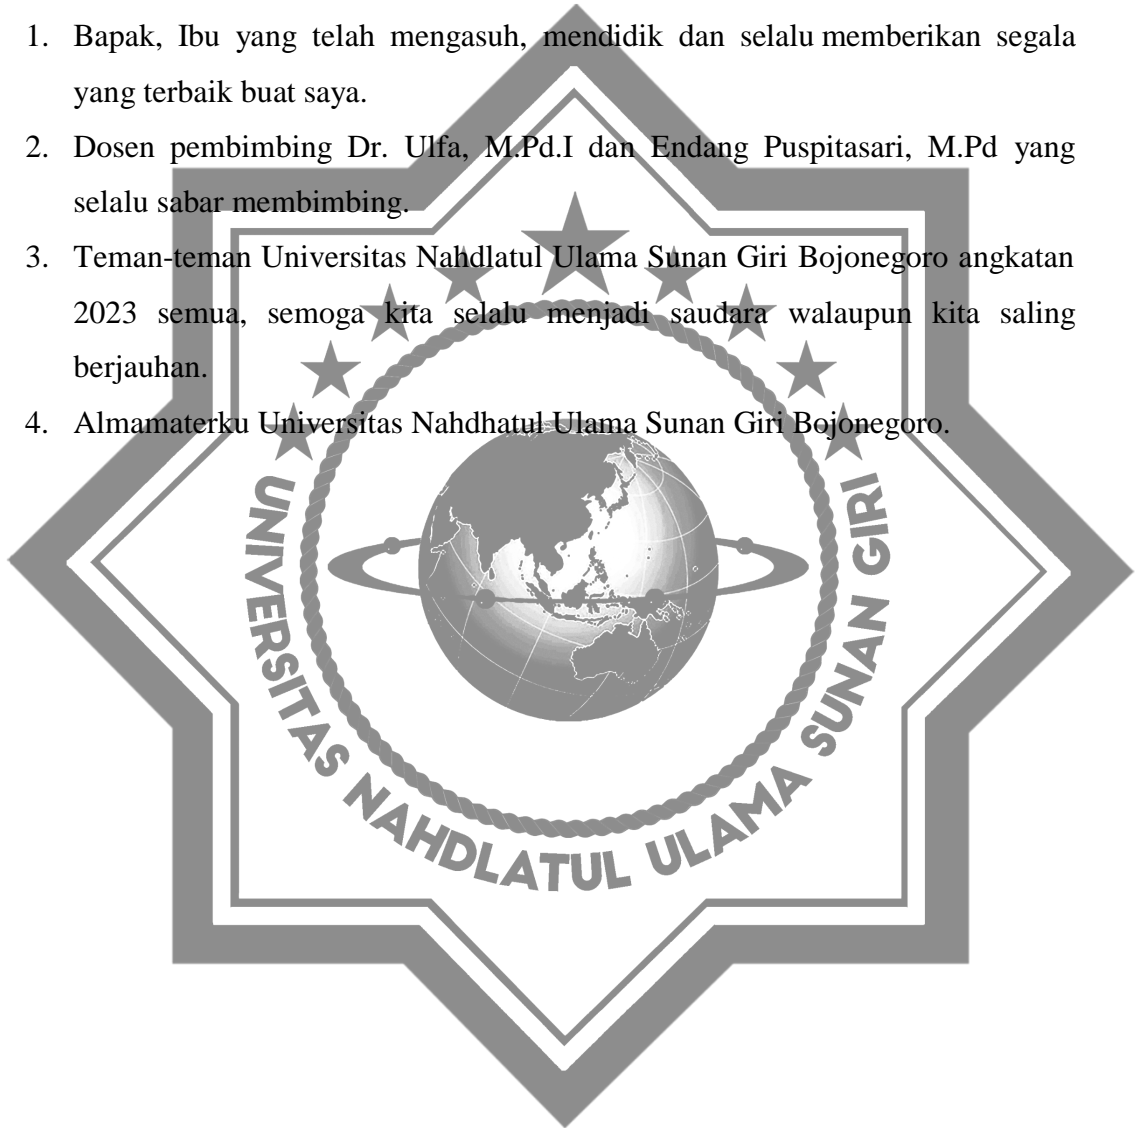 1. Bapak, Ibu yang telah mengasuh, mendidik dan selalu memberikan segala
yang terbaik buat saya.
2. Dosen pembimbing Dr. Ulfa, M.Pd.I dan Endang Puspitasari, M.Pd yang
selalu sabar membimbing.
3. Teman-teman Universitas Nahdlatul Ulama Sunan Giri Bojonegoro angkatan
2023 semua, semoga kita selalu menjadi saudara walaupun kita saling
berjauhan.
4. Almamaterku Universitas Nahdhatul Ulama Sunan Giri Bojonegoro.
UNIVERSITAS NAHDLATUL ULAMA SUNAN GIRI